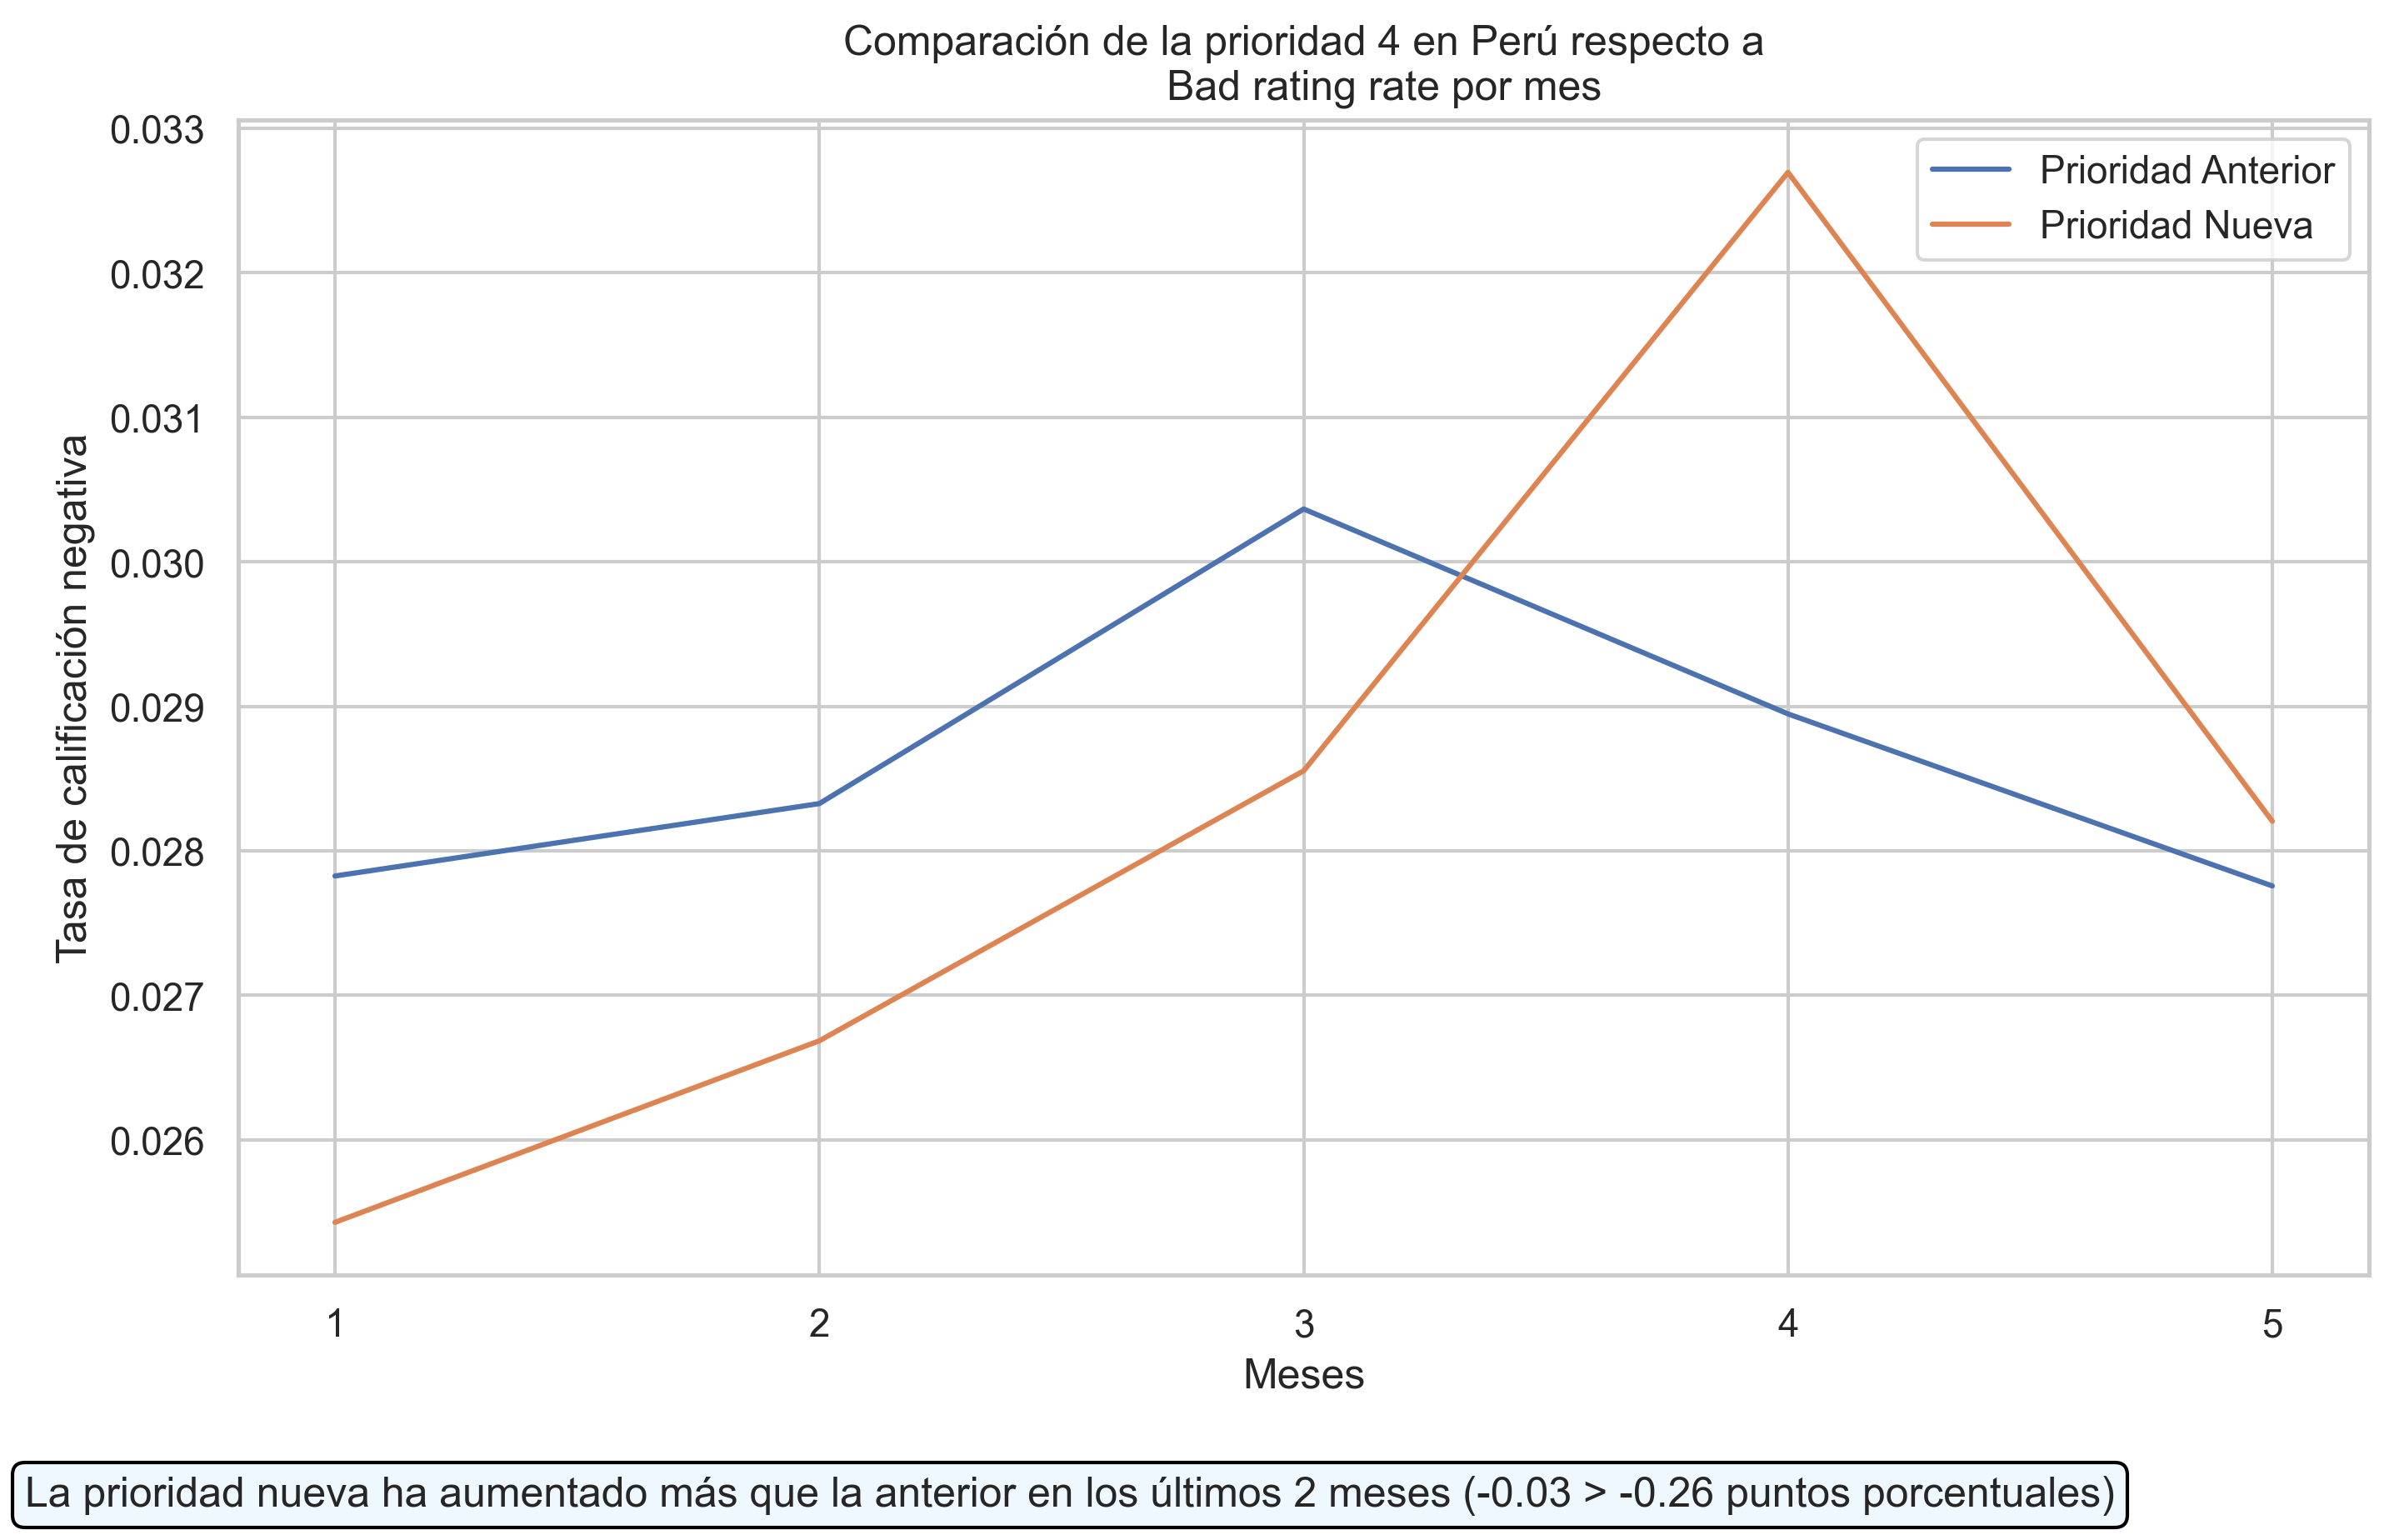 Comparación de la prioridad 4 en Perú respecto a
Bad rating rate por mes
0.033
0.032
0.031
0.030
0.029
0.028
0.027
0.026
Tasa de calificación negativa
Prioridad Anterior
Prioridad Nueva
1 2 3 4 5
Meses
La prioridad nueva ha aumentado más que la anterior en los últimos 2 meses (-0.03 > -0.26 puntos porcentuales)